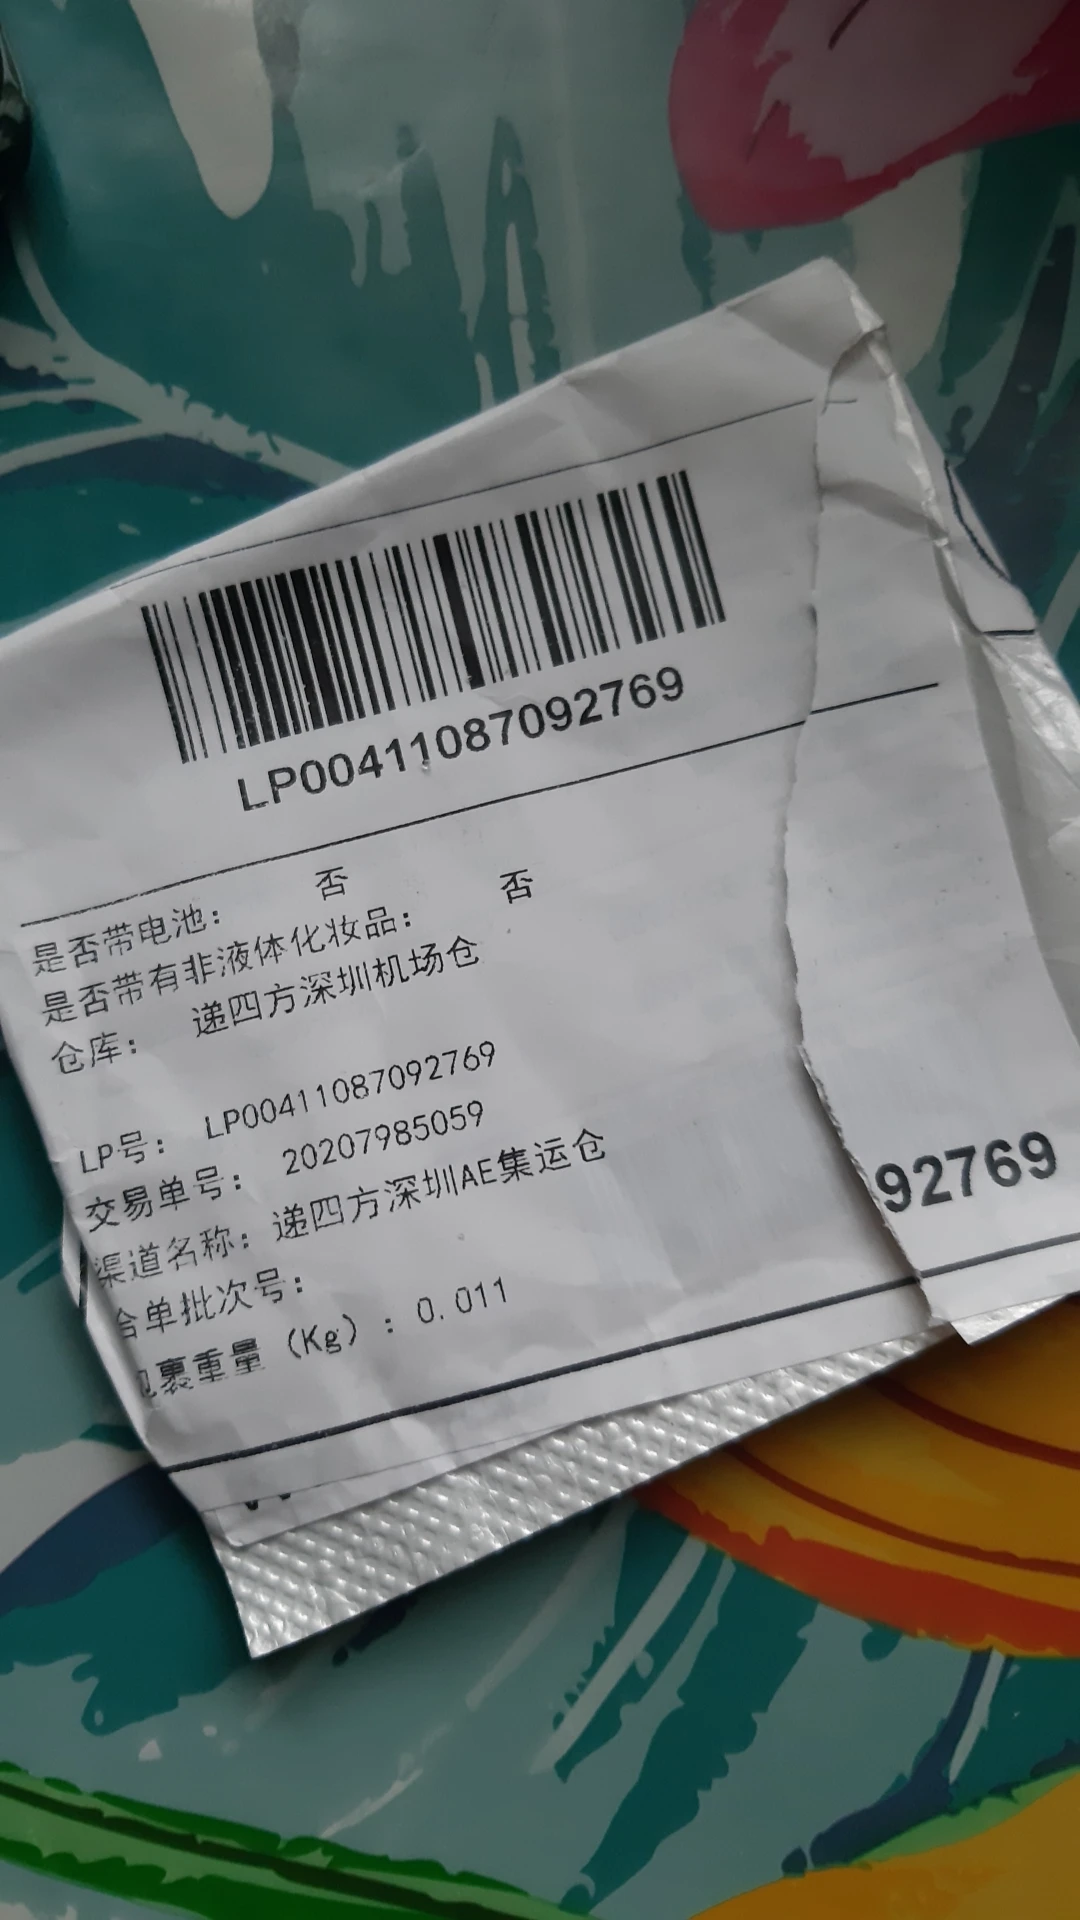 LP00411087092769
是否带电池： 否
是否带有非液体化妆品： 否
仓库： 递四方深圳机场仓
LP号： LP00411087092769
交易单号： 20207985059
渠道名称： 递四方深圳AE集运仓
合单批次号：
包裹重量（Kg）：0.011
92769